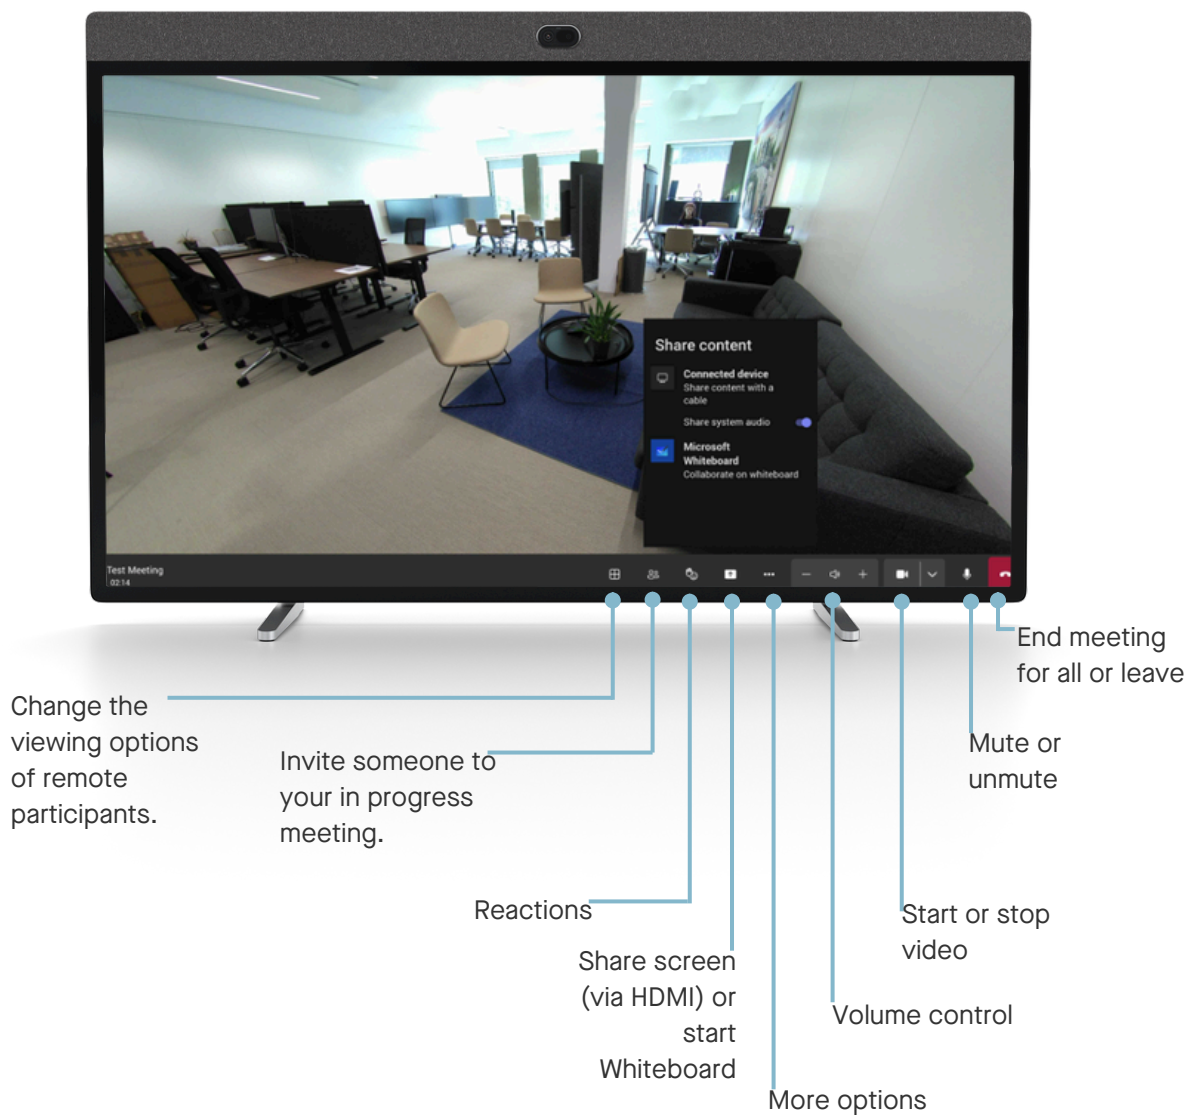 Share content
Connected device
Share content with a
cable
Share system audio
Microsoft
Whiteboard
Collaborate on whiteboard
Test Meeting
02:14
End meeting
for all or leave
Change the
viewing options
of remote
participants.
Invite someone to
your in progress
meeting.
Mute or
unmute
Reactions
Start or stop
video
Share screen
(via HDMI) or
start
Whiteboard
Volume control
More options